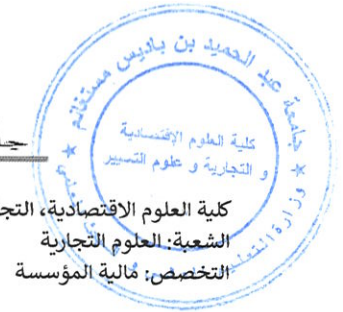 جامعة عبد الحميد بن باديس مستغانم
كلية العلوم الاقتصادية
و التجارية و علوم التسيير
كلية العلوم الاقتصادية،
الشعبة: العلوم التجارية
التخصص: مالية المؤسسة